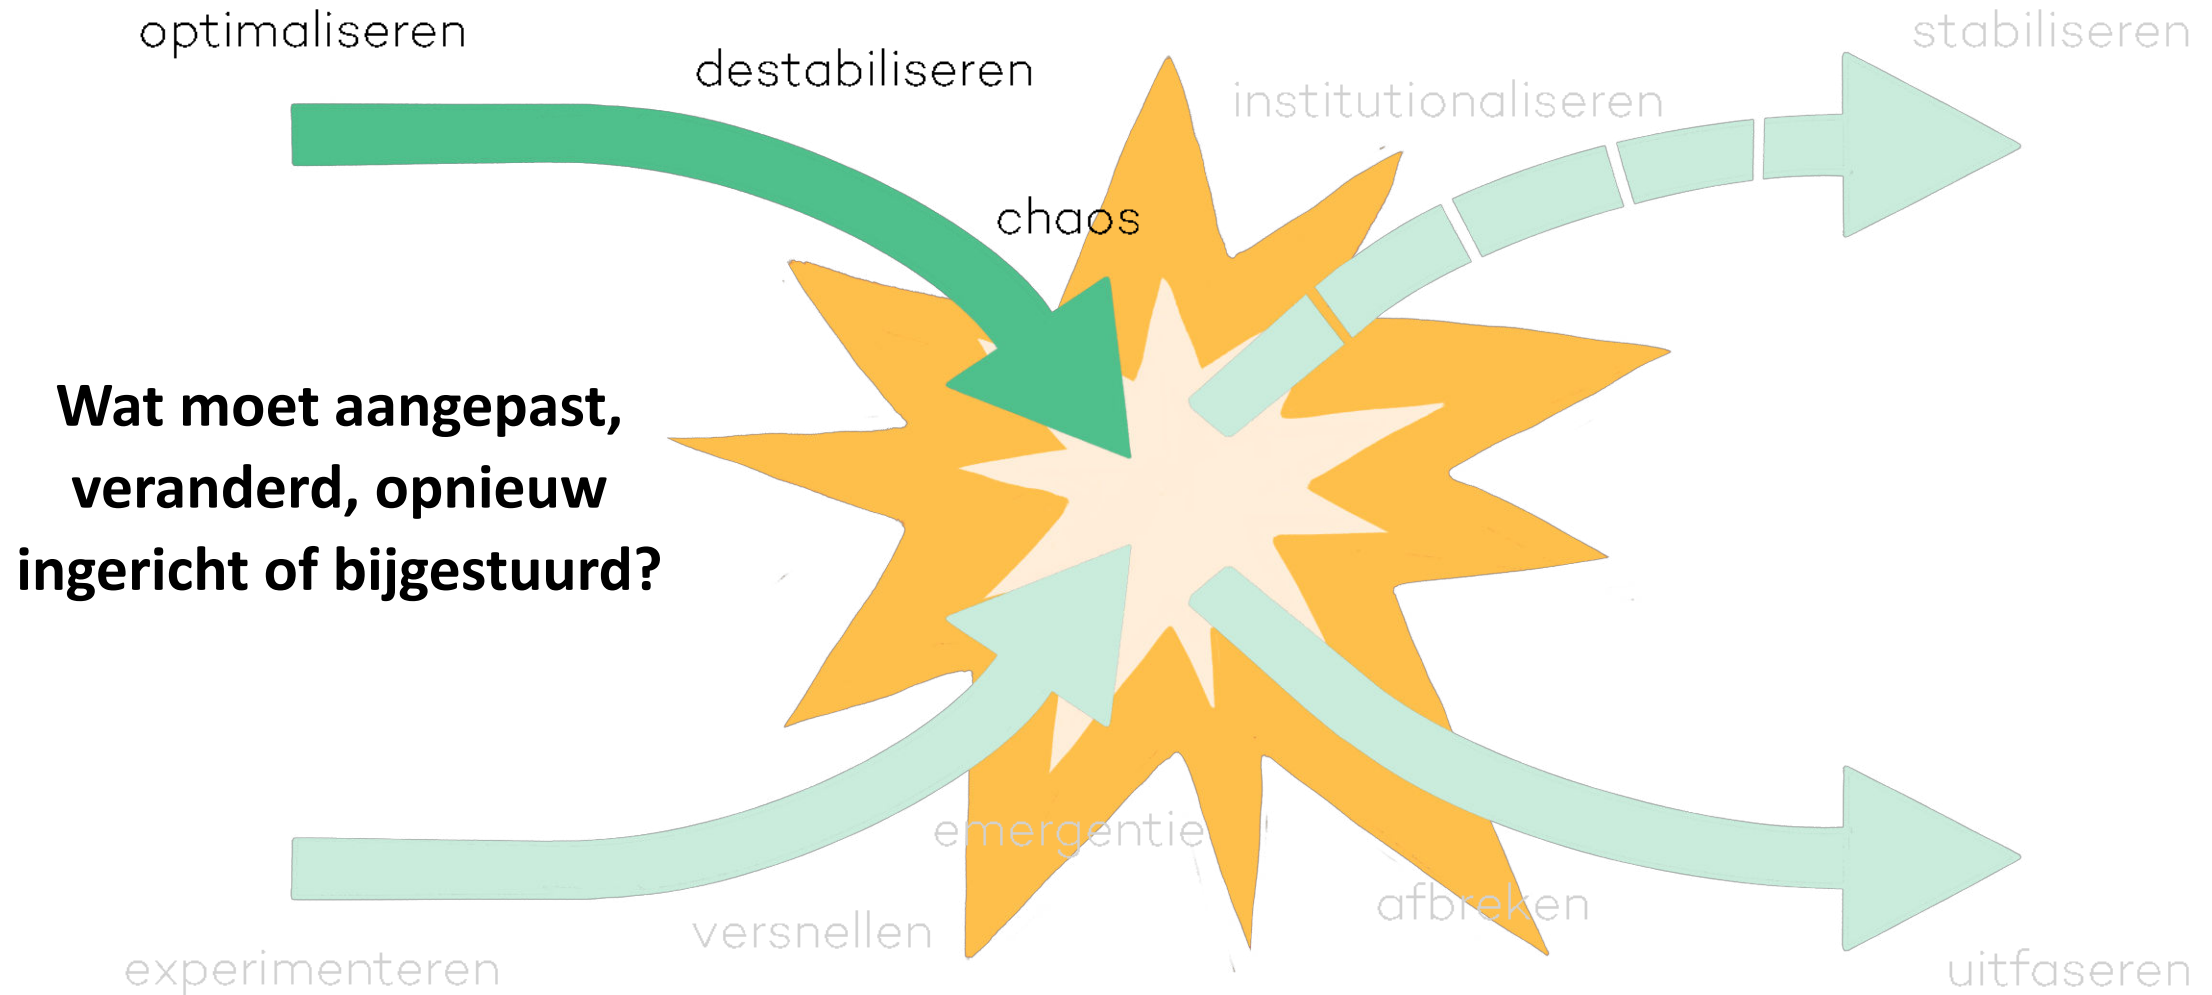 optimaliseren
destabiliseren
chaos
institutionaliseren
stabiliseren
Wat moet aangepast,
veranderd, opnieuw
ingericht of bijgestuurd?
experimenteren
versnellen
emergentie
afbreken
uitfaseren